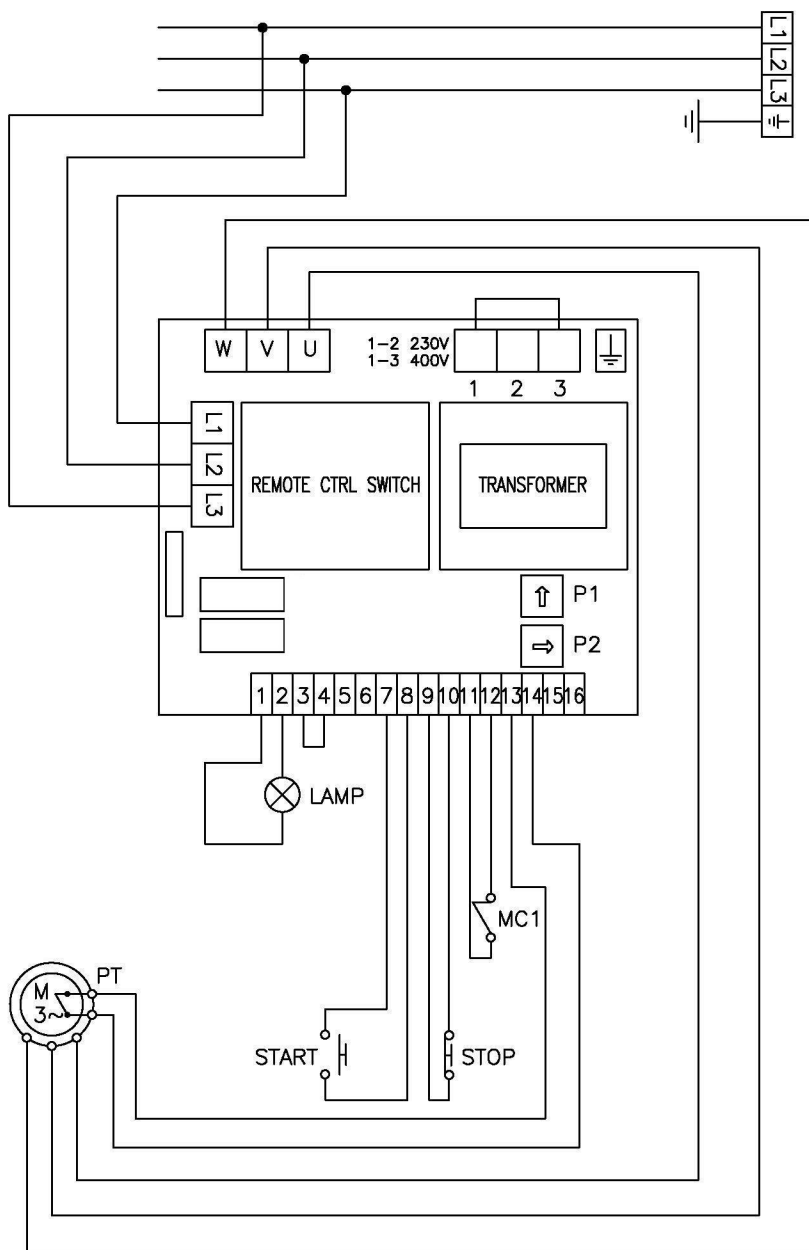 L1
L2
L3
W V U
1-2 230V
1-3 400V
1 2 3
L1
L2
L3
REMOTE CTRL SWITCH
TRANSFORMER
P1
P2
1 2 3 4 5 6 7 8 9 10 11 12 13 14 15 16
LAMP
MC1
PT
M
3~
START
STOP